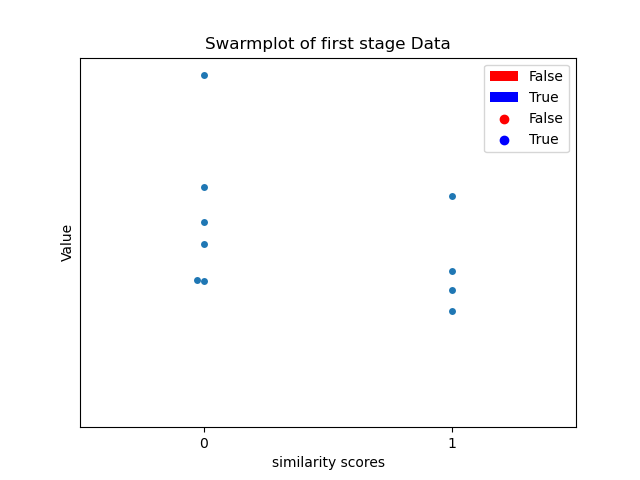 Swarmplot of first stage Data
False
True
False
True
Value
0
1
similarity scores